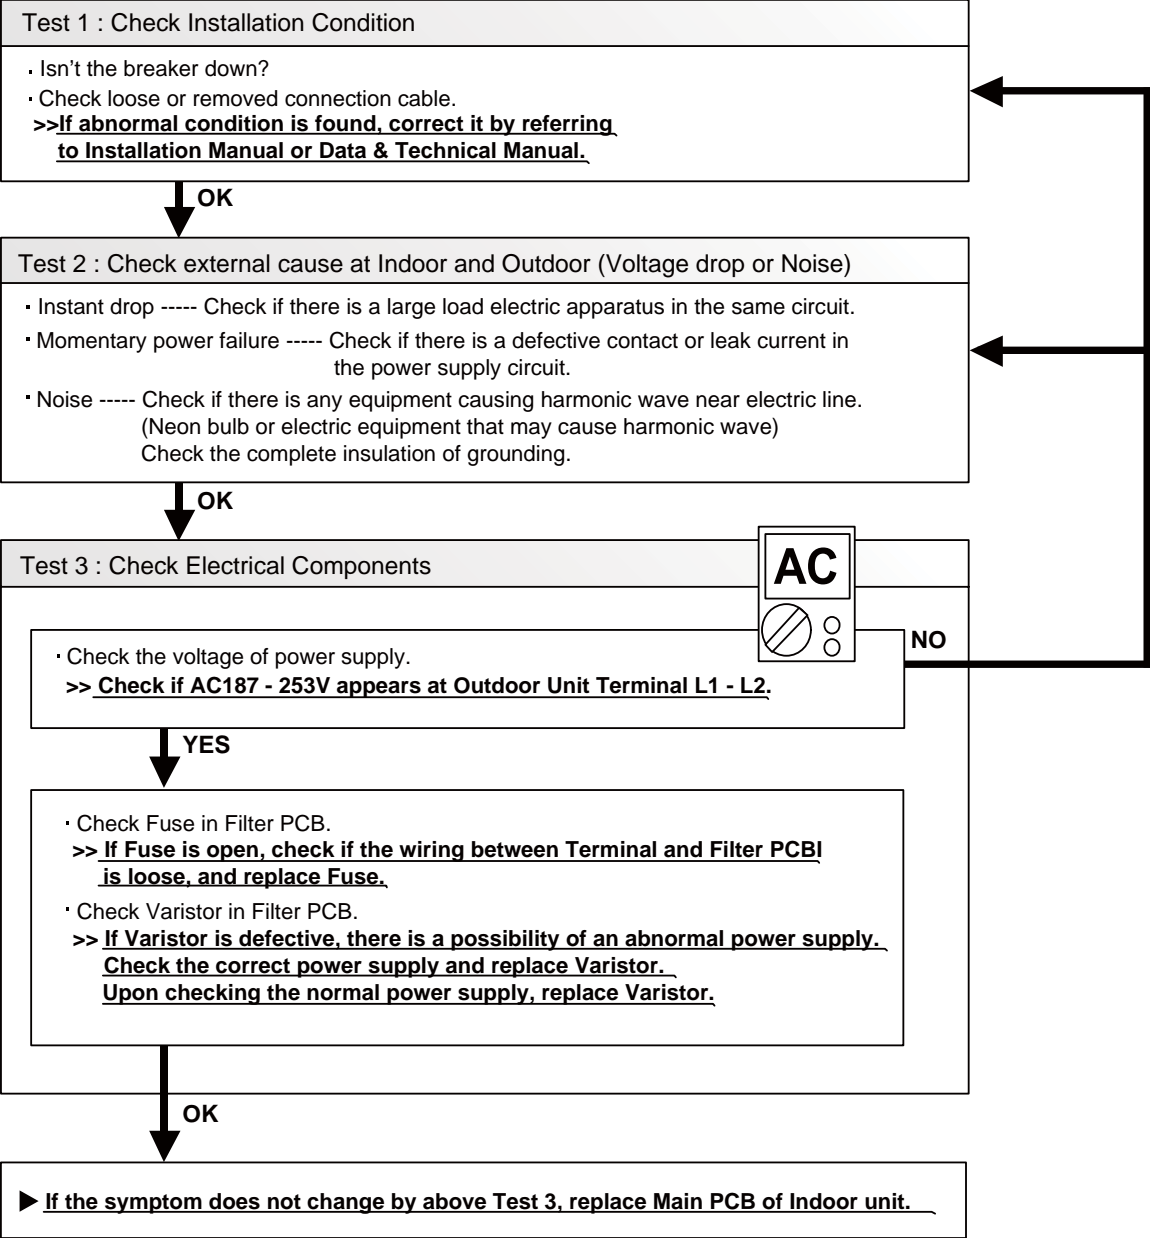 Test 1 : Check Installation Condition
. Isn't the breaker down?
· Check loose or removed connection cable.
>>If abnormal condition is found, correct it by referring
to Installation Manual or Data & Technical Manual.
OK
Test 2 : Check external cause at Indoor and Outdoor (Voltage drop or Noise)
· Instant drop ----- Check if there is a large load electric apparatus in the same circuit.
· Momentary power failure ----- Check if there is a defective contact or leak current in
the power supply circuit.
· Noise ----- Check if there is any equipment causing harmonic wave near electric line.
(Neon bulb or electric equipment that may cause harmonic wave)
Check the complete insulation of grounding.
OK
Test 3 : Check Electrical Components
AC
NO
· Check the voltage of power supply.
>> Check if AC187 - 253V appears at Outdoor Unit Terminal L1 - L2.
YES
· Check Fuse in Filter PCB.
>> If Fuse is open, check if the wiring between Terminal and Filter PCBI
is loose, and replace Fuse.
· Check Varistor in Filter PCB.
>> If Varistor is defective, there is a possibility of an abnormal power supply.
Check the correct power supply and replace Varistor.
Upon checking the normal power supply, replace Varistor.
OK
▶ If the symptom does not change by above Test 3, replace Main PCB of Indoor unit.